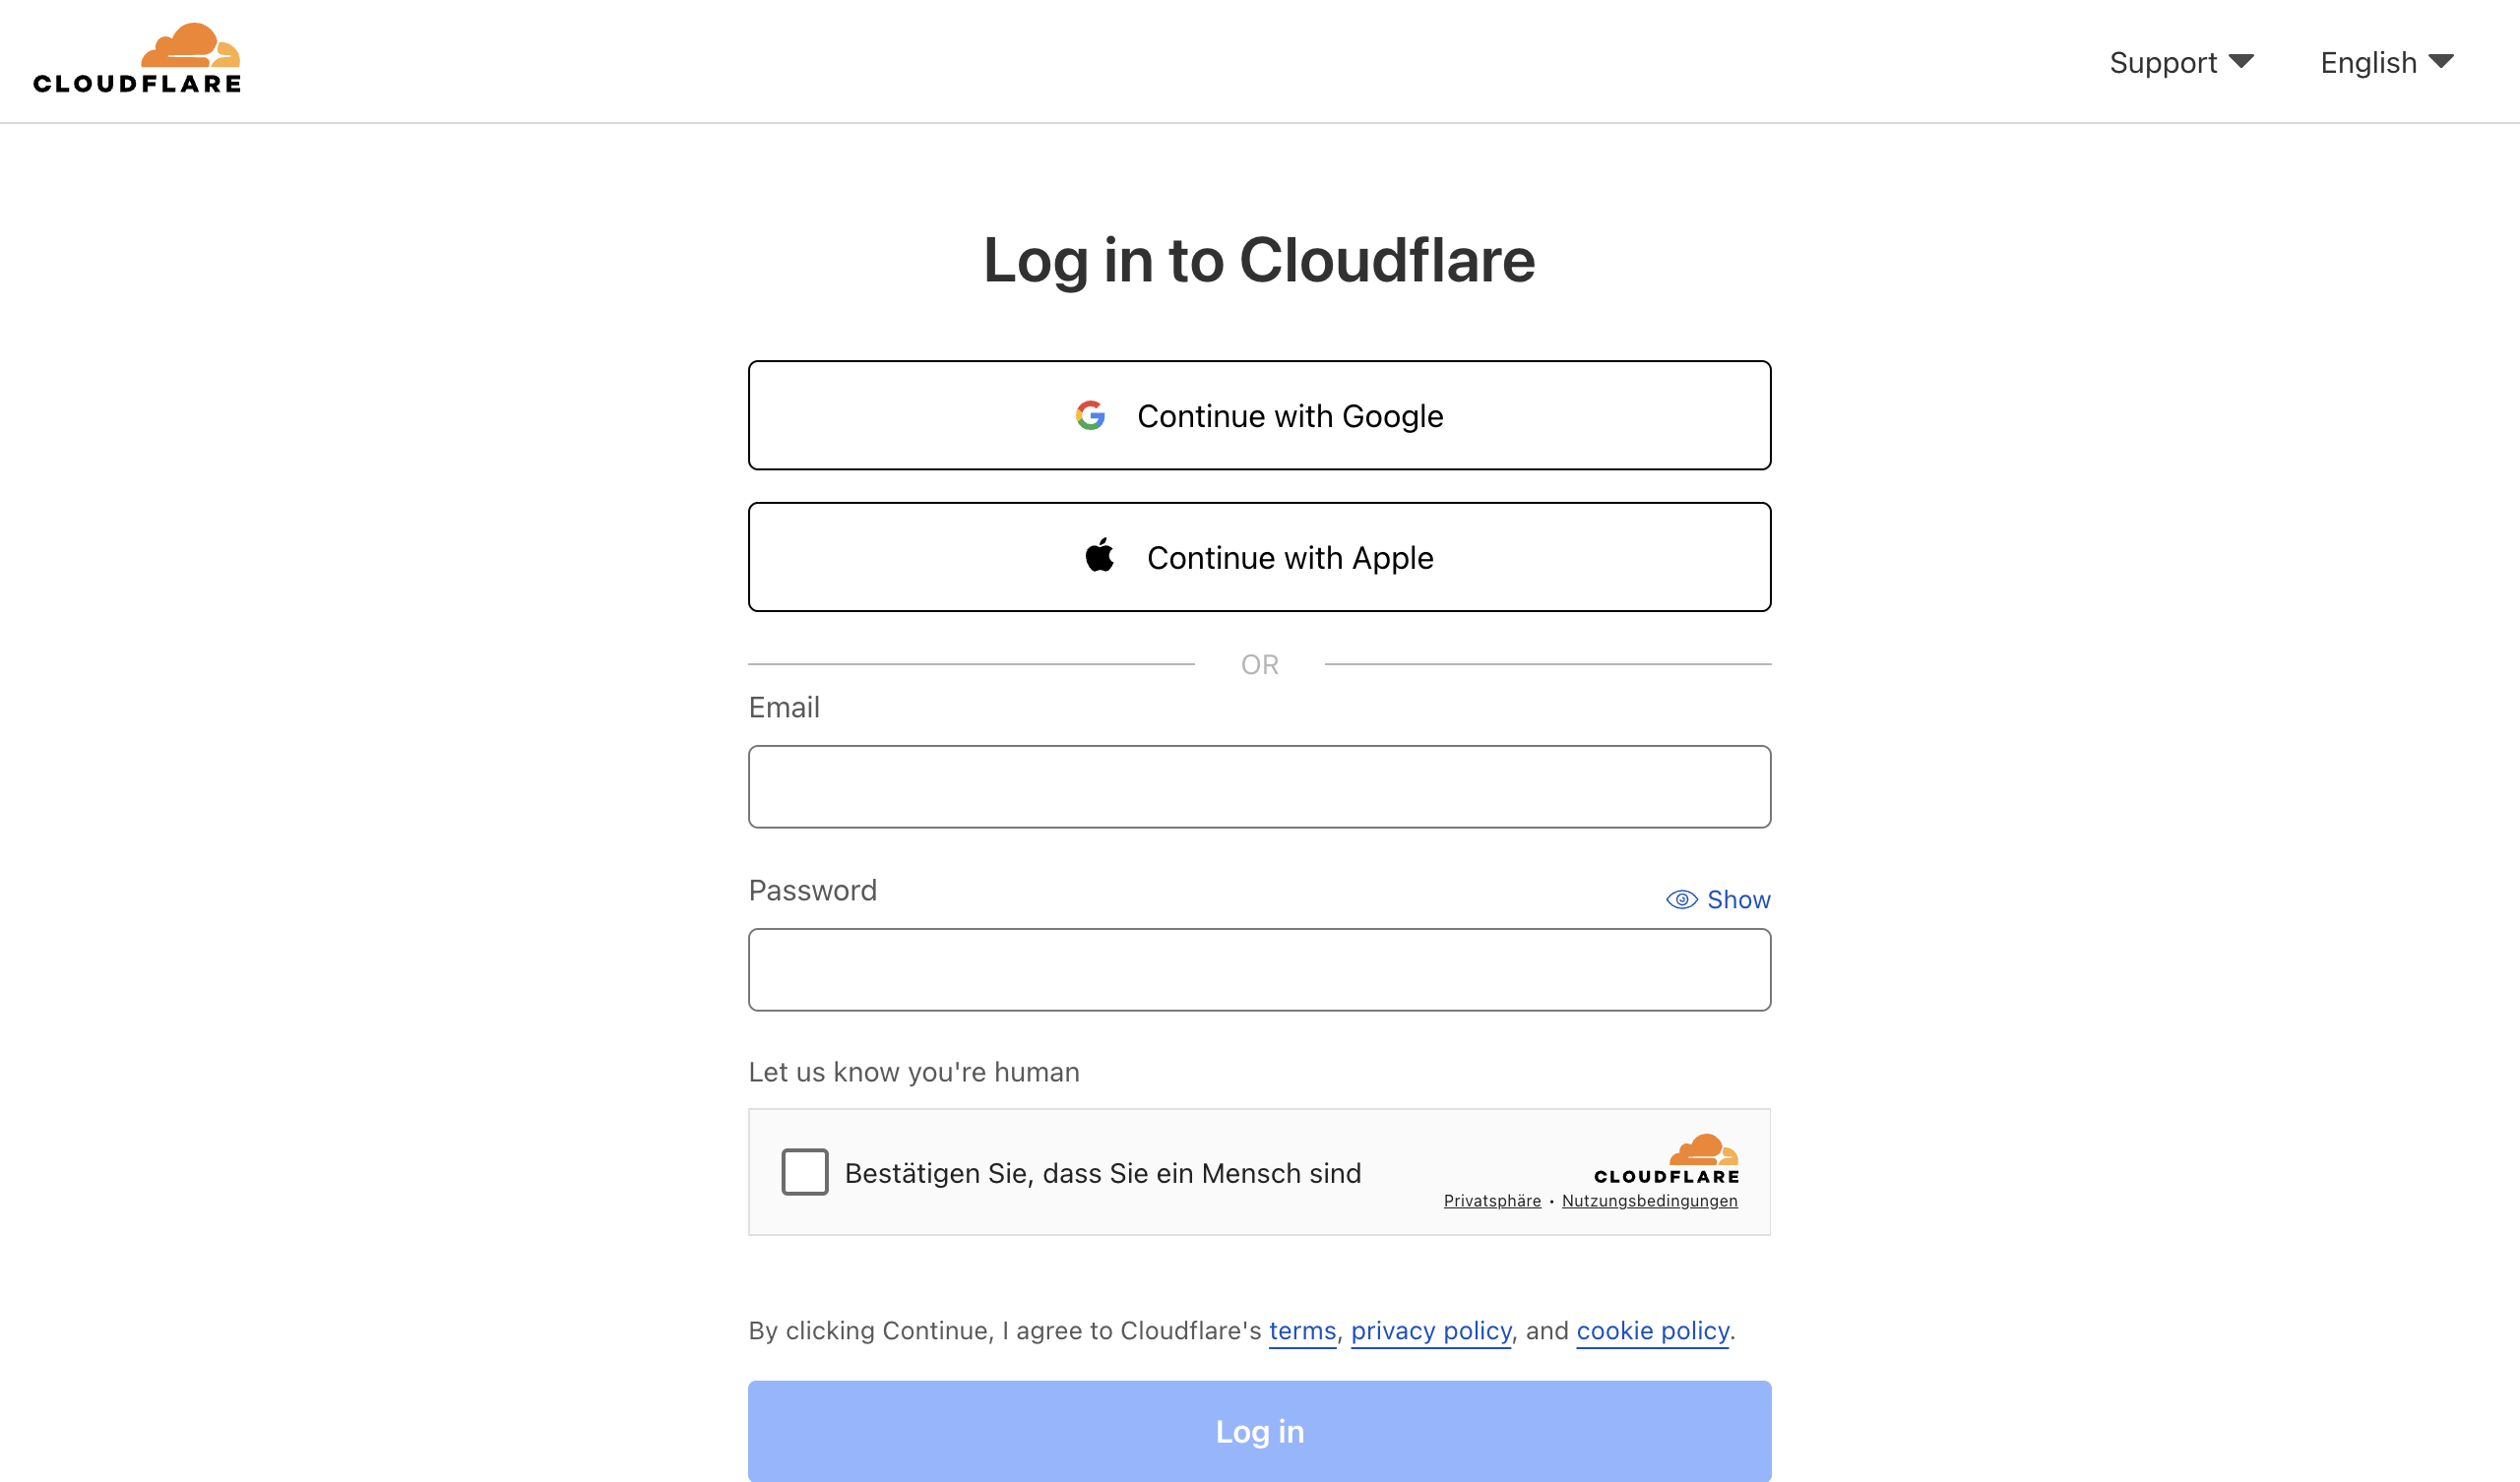 CLOUDFLARE
Support
English
Log in to Cloudflare
Continue with Google
Continue with Apple
OR
Email
Password
Show
Let us know you're human
Bestätigen Sie, dass Sie ein Mensch sind
CLOUDFLARE
Privatsphäre • Nutzungsbedingungen
By clicking Continue, I agree to Cloudflare's terms, privacy policy, and cookie policy.
Log in